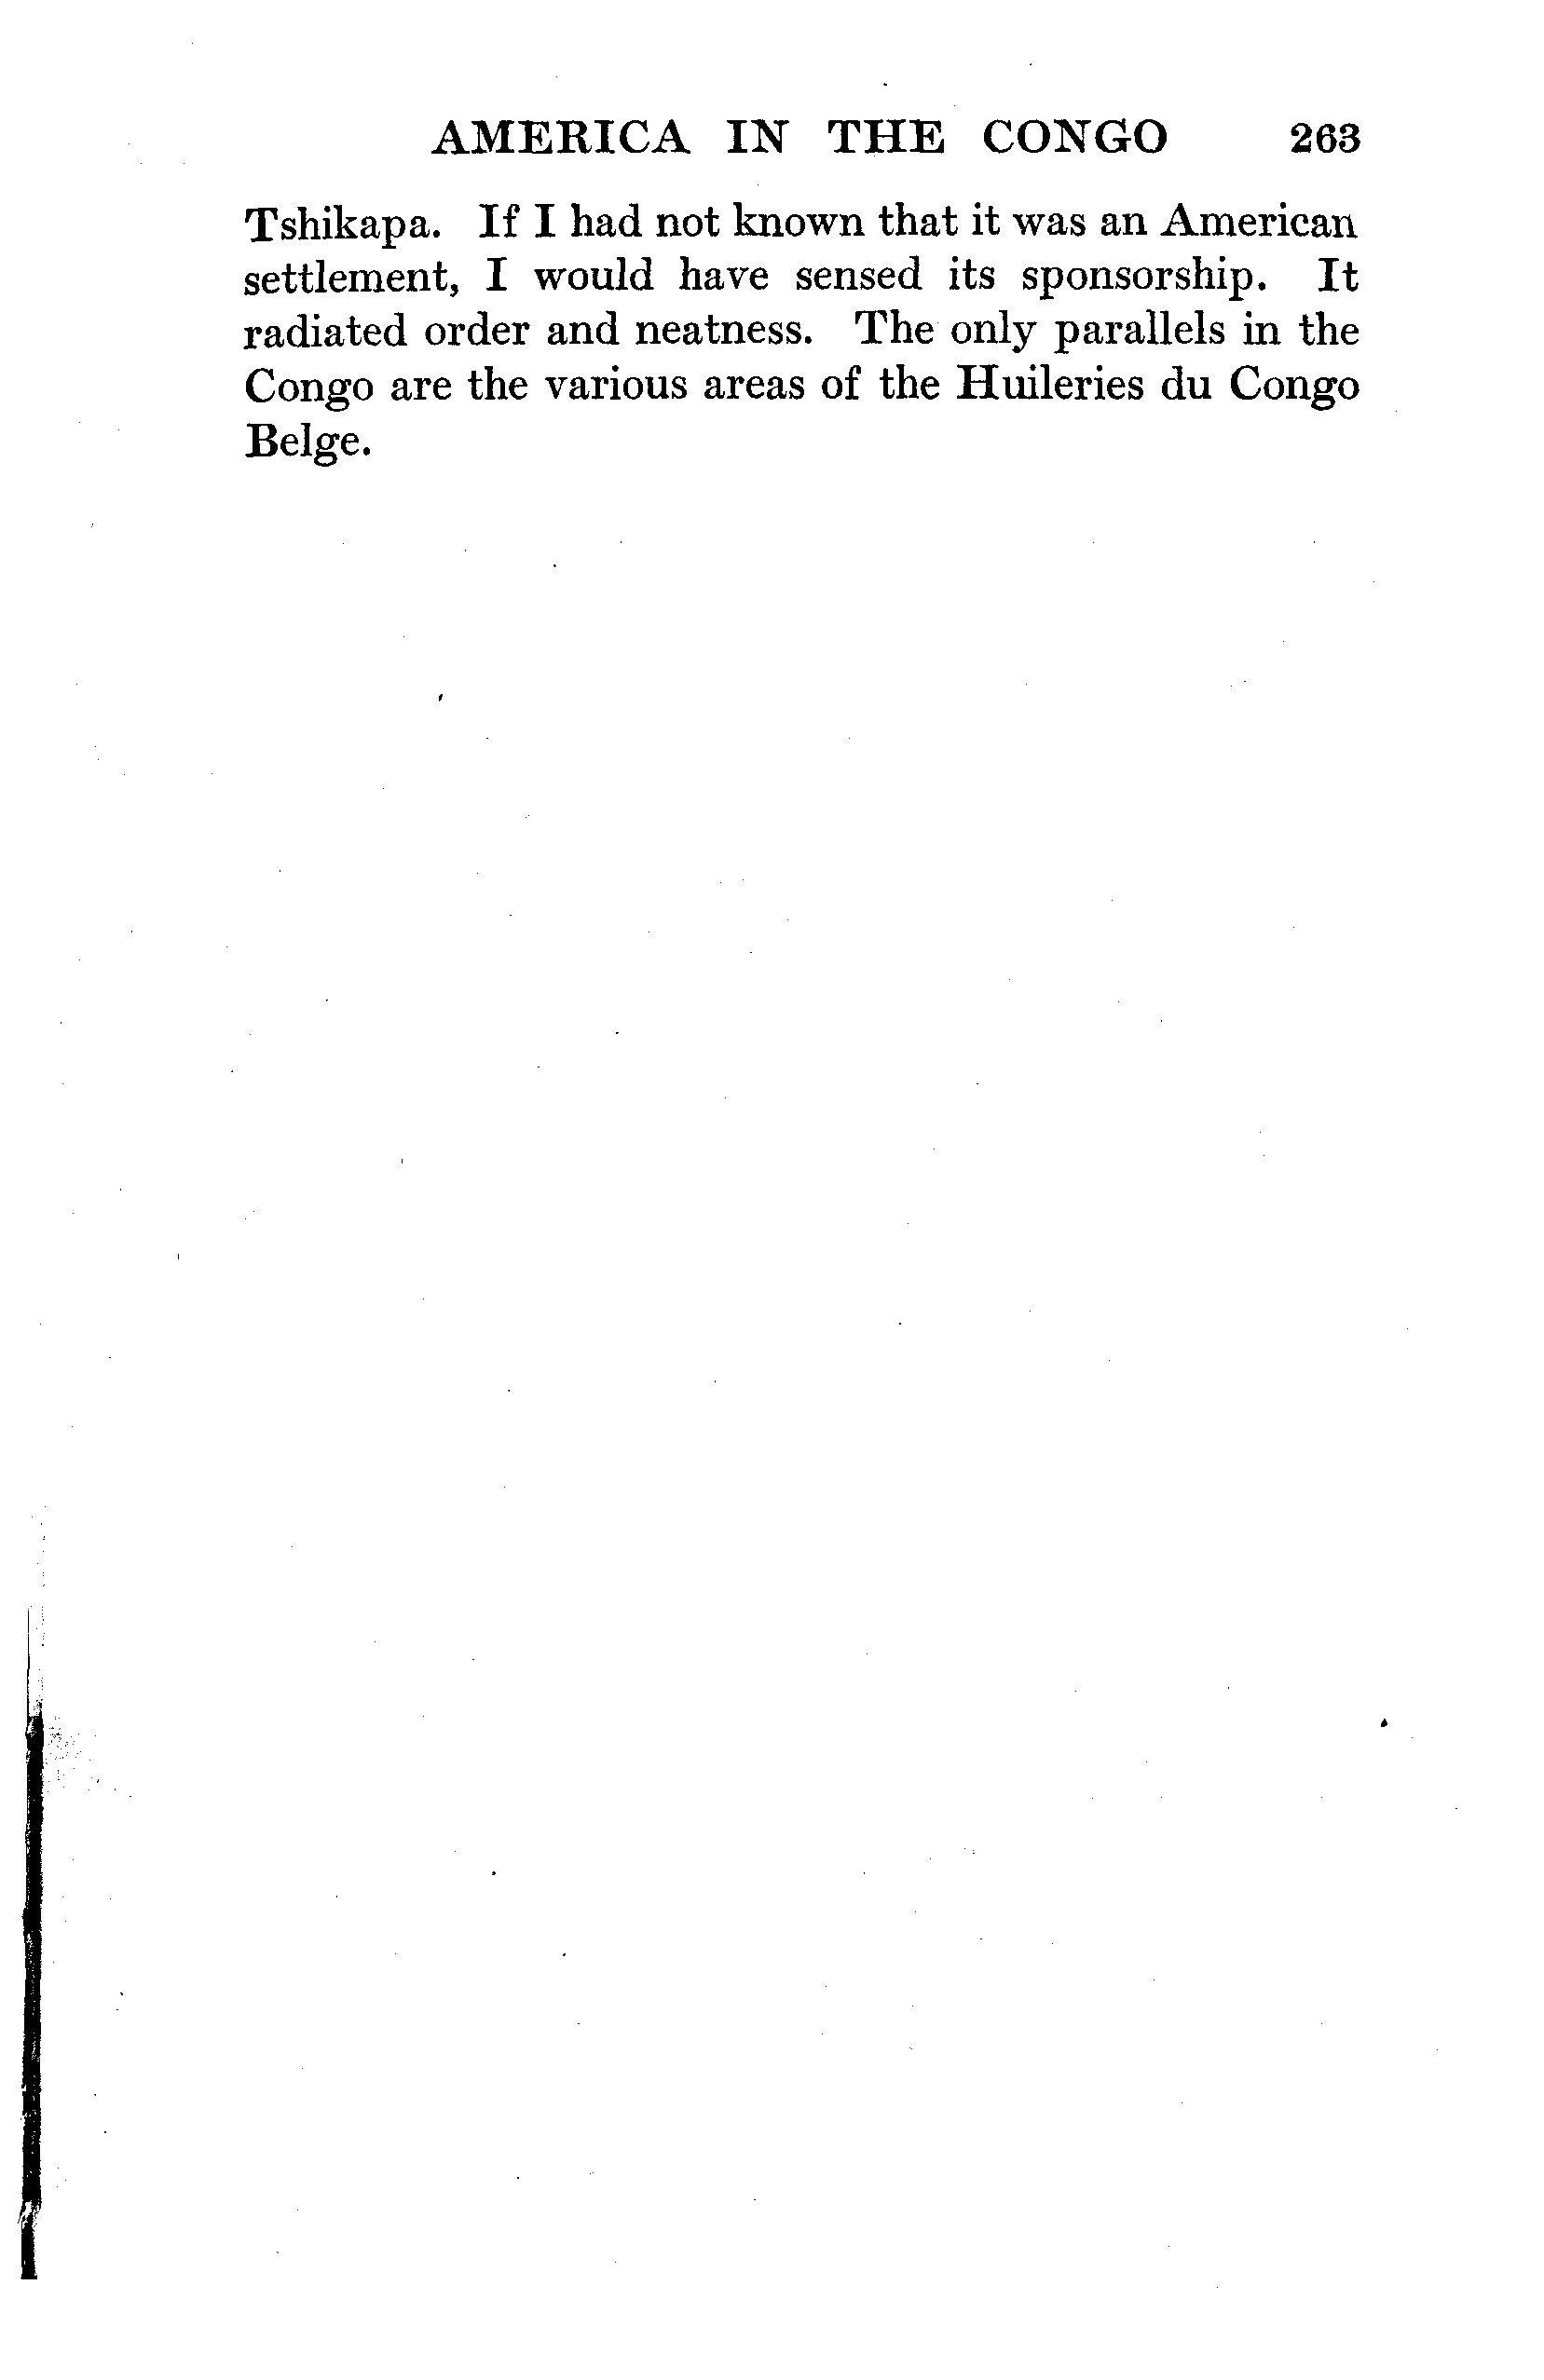 AMERICA IN THE CONGO 263
Tshikapa. If I had not known that it was an American
settlement, I would have sensed its sponsorship. It
radiated order and neatness. The only parallels in the
Congo are the various areas of the Huileries du Congo
Belge.